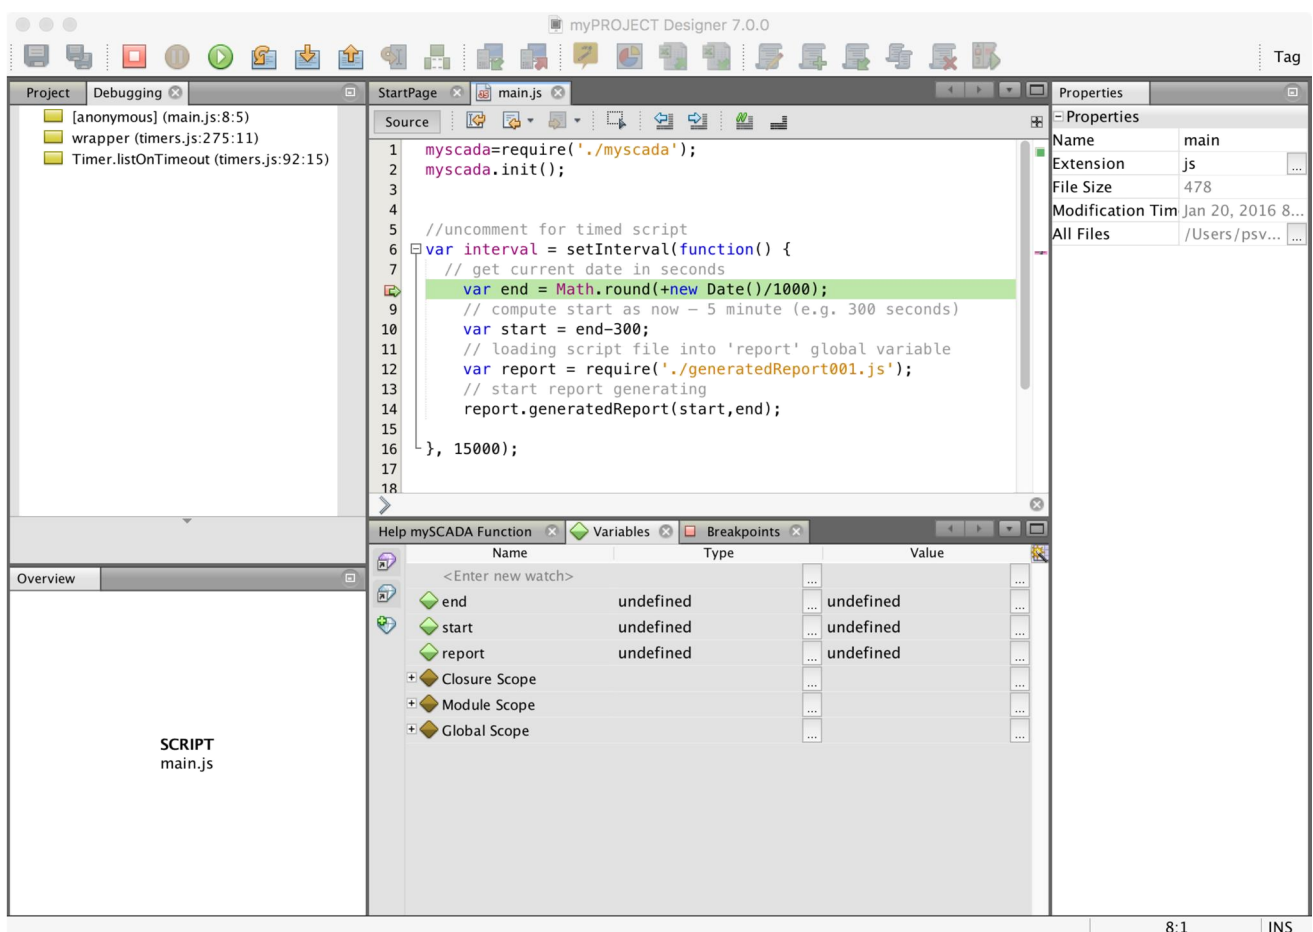 myPROJECT Designer 7.0.0
Tag
Project
Debugging
[anonymous] (main.js:8:5)
wrapper (timers.js:275:11)
Timer.listOnTimeout (timers.js:92:15)
Overview
SCRIPT
main.js
StartPage
main.js
Source
1 myscada=require('./myscada');
2 myscada.init();
3
4
5 //uncomment for timed script
6 var interval = setInterval(function() {
7 // get current date in seconds
var end = Math.round(+new Date()/1000);
9 // compute start as now – 5 minute (e.g. 300 seconds)
10 var start = end–300;
11 // loading script file into 'report' global variable
12 var report = require('./generatedReport001.js');
13 // start report generating
14 report.generatedReport(start,end);
15
16 }, 15000);
17
18
Help mySCADA Function
Variables
Breakpoints
Name Type Value
<Enter new watch> ... ...
end undefined ... undefined ...
start undefined ... undefined ...
report undefined ... undefined ...
Closure Scope ... ...
Module Scope ... ...
Global Scope ... ...
Properties
Properties
Name main
Extension js ...
File Size 478
Modification Tim Jan 20, 2016 8...
All Files /Users/psv... ...
8:1 INS